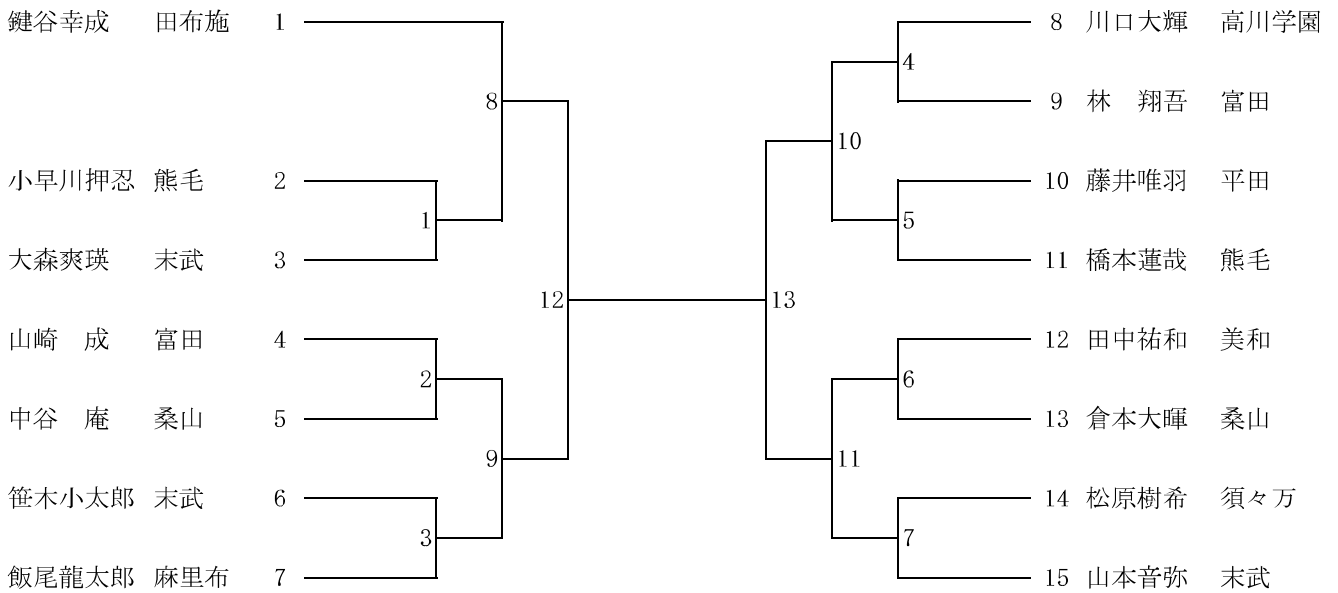 鍵谷幸成 田布施 1
8 川口大輝 高川学園
4
8
9 林 翔吾 富田
10
小早川押忍 熊毛 2
10 藤井唯羽 平田
1
5
大森爽瑛 末武 3
11 橋本蓮哉 熊毛
12
13
山崎 成 富田 4
12 田中祐和 美和
2
6
中谷 庵 桑山 5
13 倉本大暉 桑山
9
11
笹木小太郎 末武 6
14 松原樹希 須々万
3
7
飯尾龍太郎 麻里布 7
15 山本音弥 末武